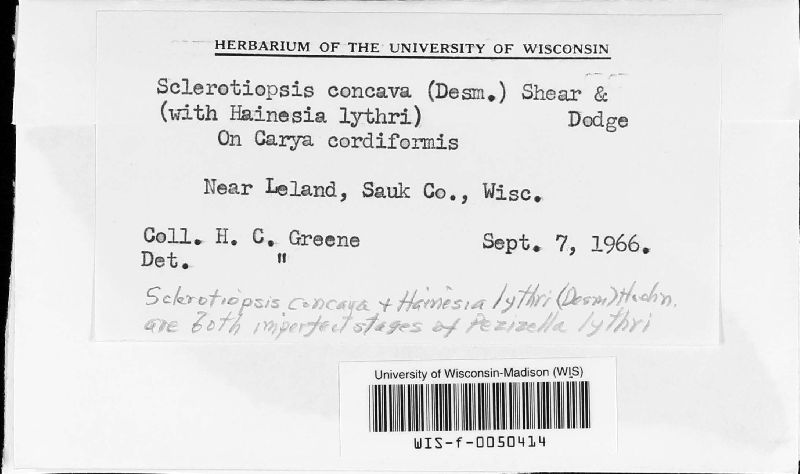 HERBARIUM OF THE UNIVERSITY OF WISCONSIN
Sclerotiopsis concava (Desm.) Shear &
(with Hainesia lythri) Dodge
On Carya cordiformis
Near Leland, Sauk Co., Wisc.
Coll. H. C. Greene Sept. 7, 1966.
Det. "
Sclerotiopsis concava + Hainesia lythri (Desm) Hoehn.
are both imperfect stages of Pezizella lythri
University of Wisconsin-Madison (WIS)
WIS-f-0050414